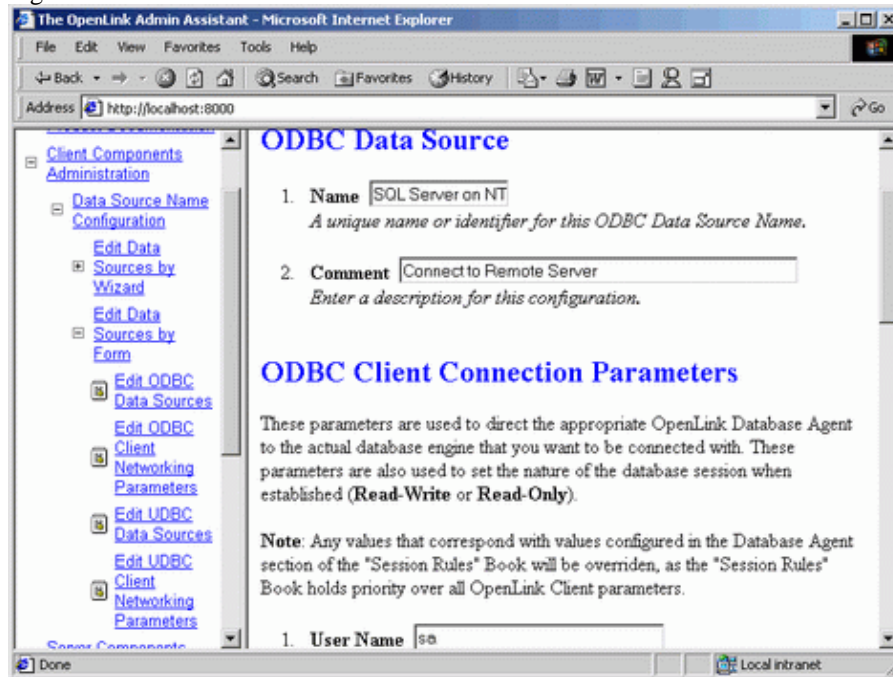 The OpenLink Admin Assistant - Microsoft Internet Explorer
File Edit View Favorites Tools Help
Back Search Favorites History
Address http://localhost:8000 Go
Client Components
Administration
Data Source Name
Configuration
Edit Data
Sources by
Wizard
Edit Data
Sources by
Form
Edit ODBC
Data Sources
Edit ODBC
Client
Networking
Parameters
Edit UDBC
Data Sources
Edit UDBC
Client
Networking
Parameters
Server Components
ODBC Data Source
1. Name SQL Server on NT
A unique name or identifier for this ODBC Data Source Name.
2. Comment Connect to Remote Server
Enter a description for this configuration.
ODBC Client Connection Parameters
These parameters are used to direct the appropriate OpenLink Database Agent
to the actual database engine that you want to be connected with. These
parameters are also used to set the nature of the database session when
established (Read-Write or Read-Only).
Note: Any values that correspond with values configured in the Database Agent
section of the "Session Rules" Book will be overriden, as the "Session Rules"
Book holds priority over all OpenLink Client parameters.
1. User Name sa
Done Local intranet